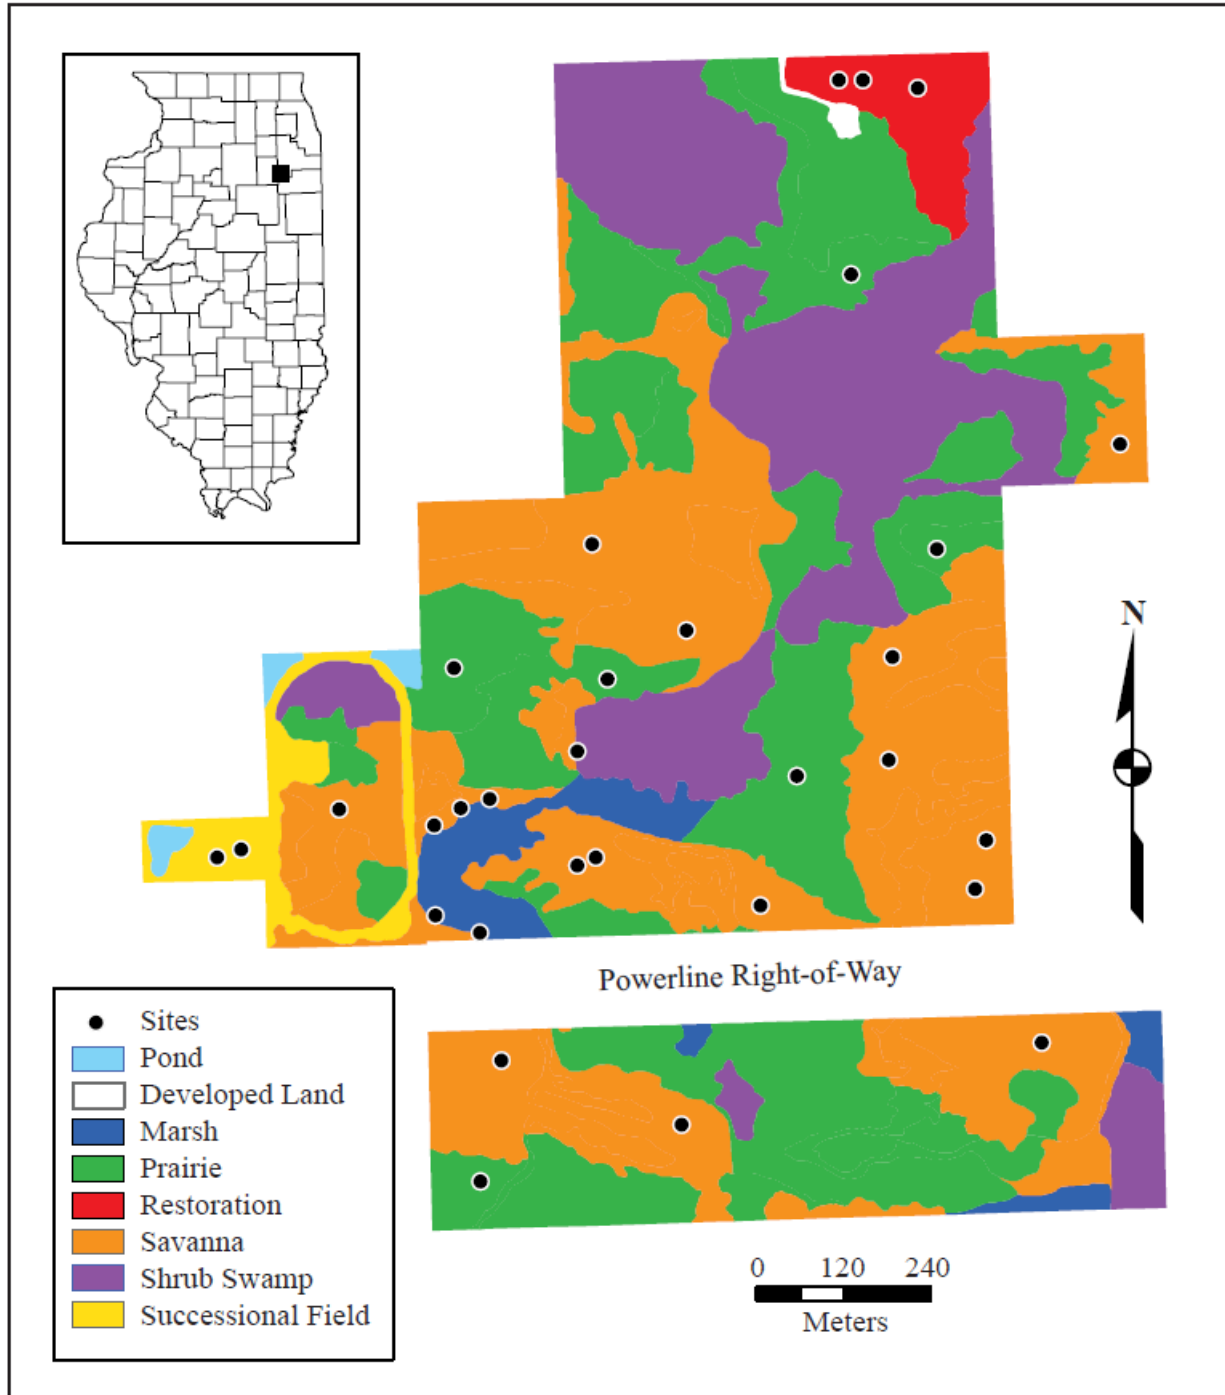 N
Powerline Right-of-Way
Sites
Pond
Developed Land
Marsh
Prairie
Restoration
Savanna
Shrub Swamp
Successional Field
0 120 240
Meters